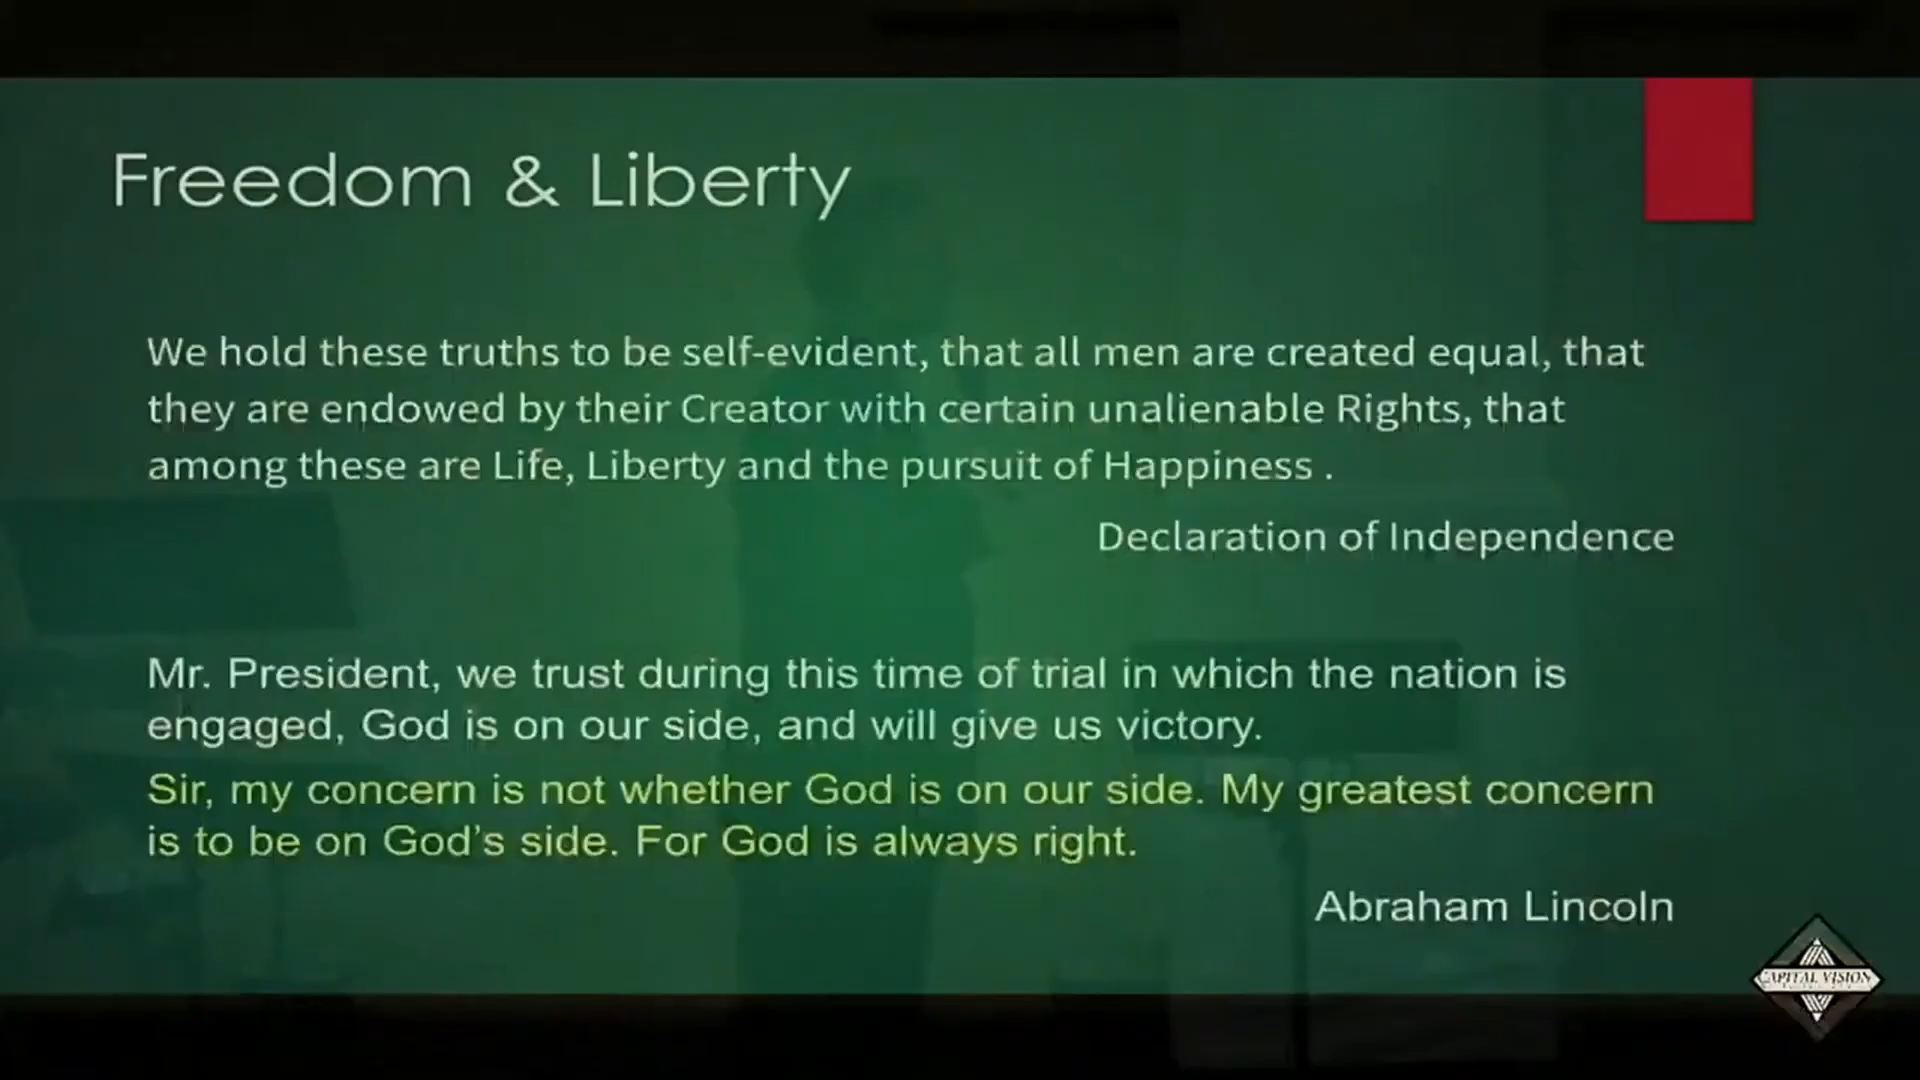 Freedom & Liberty
We hold these truths to be self-evident, that all men are created equal, that
they are endowed by their Creator with certain unalienable Rights, that
among these are Life, Liberty and the pursuit of Happiness .
Declaration of Independence
Mr. President, we trust during this time of trial in which the nation is
engaged, God is on our side, and will give us victory.
Sir, my concern is not whether God is on our side. My greatest concern
is to be on God’s side. For God is always right.
Abraham Lincoln
CAPITAL VISION